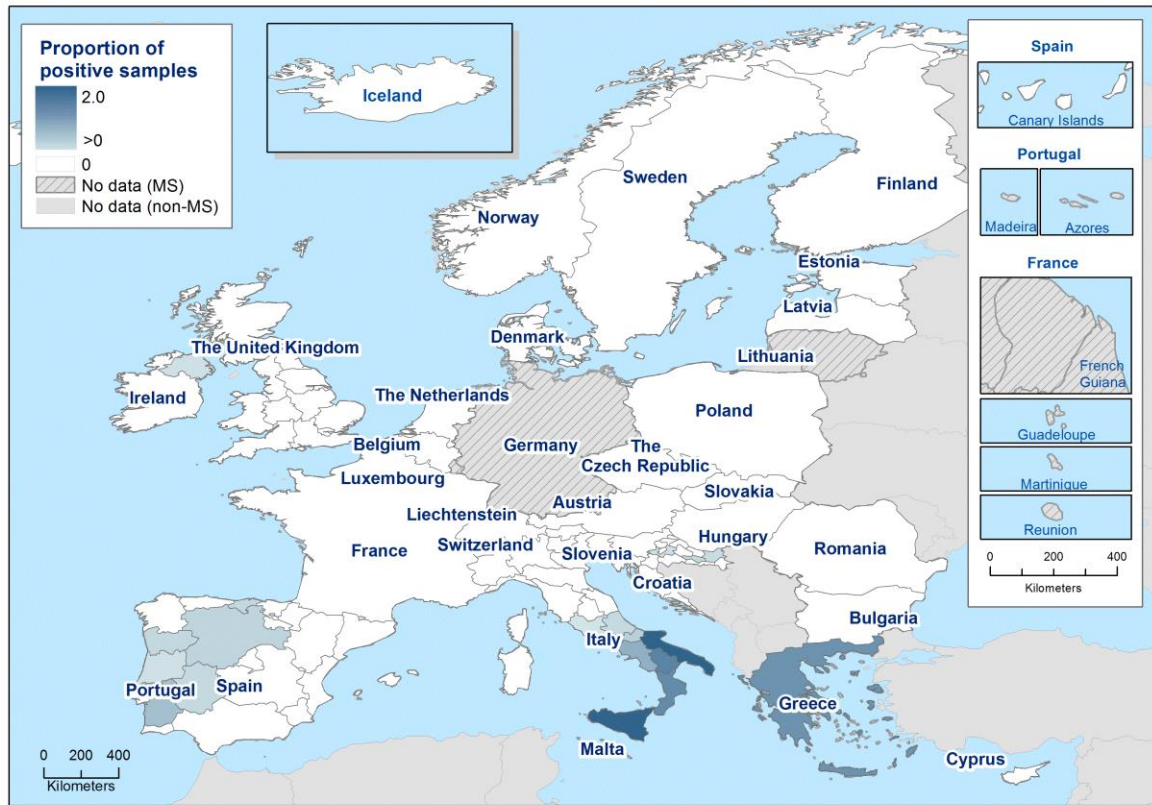 Proportion of
positive samples
2.0
>0
0
No data (MS)
No data (non-MS)
Iceland
Sweden
Finland
Norway
Estonia
Latvia
Denmark
Lithuania
The United Kingdom
Ireland
The Netherlands
Poland
Belgium
Germany
The
Czech Republic
Luxembourg
Slovakia
Austria
Liechtenstein
Hungary
France
Switzerland
Slovenia
Romania
Croatia
Bulgaria
Italy
Portugal
Spain
Greece
Malta
Cyprus
0 200 400
Kilometers
Spain
Canary Islands
Portugal
Madeira
Azores
France
French
Guiana
Guadeloupe
Martinique
Reunion
0 200 400
Kilometers